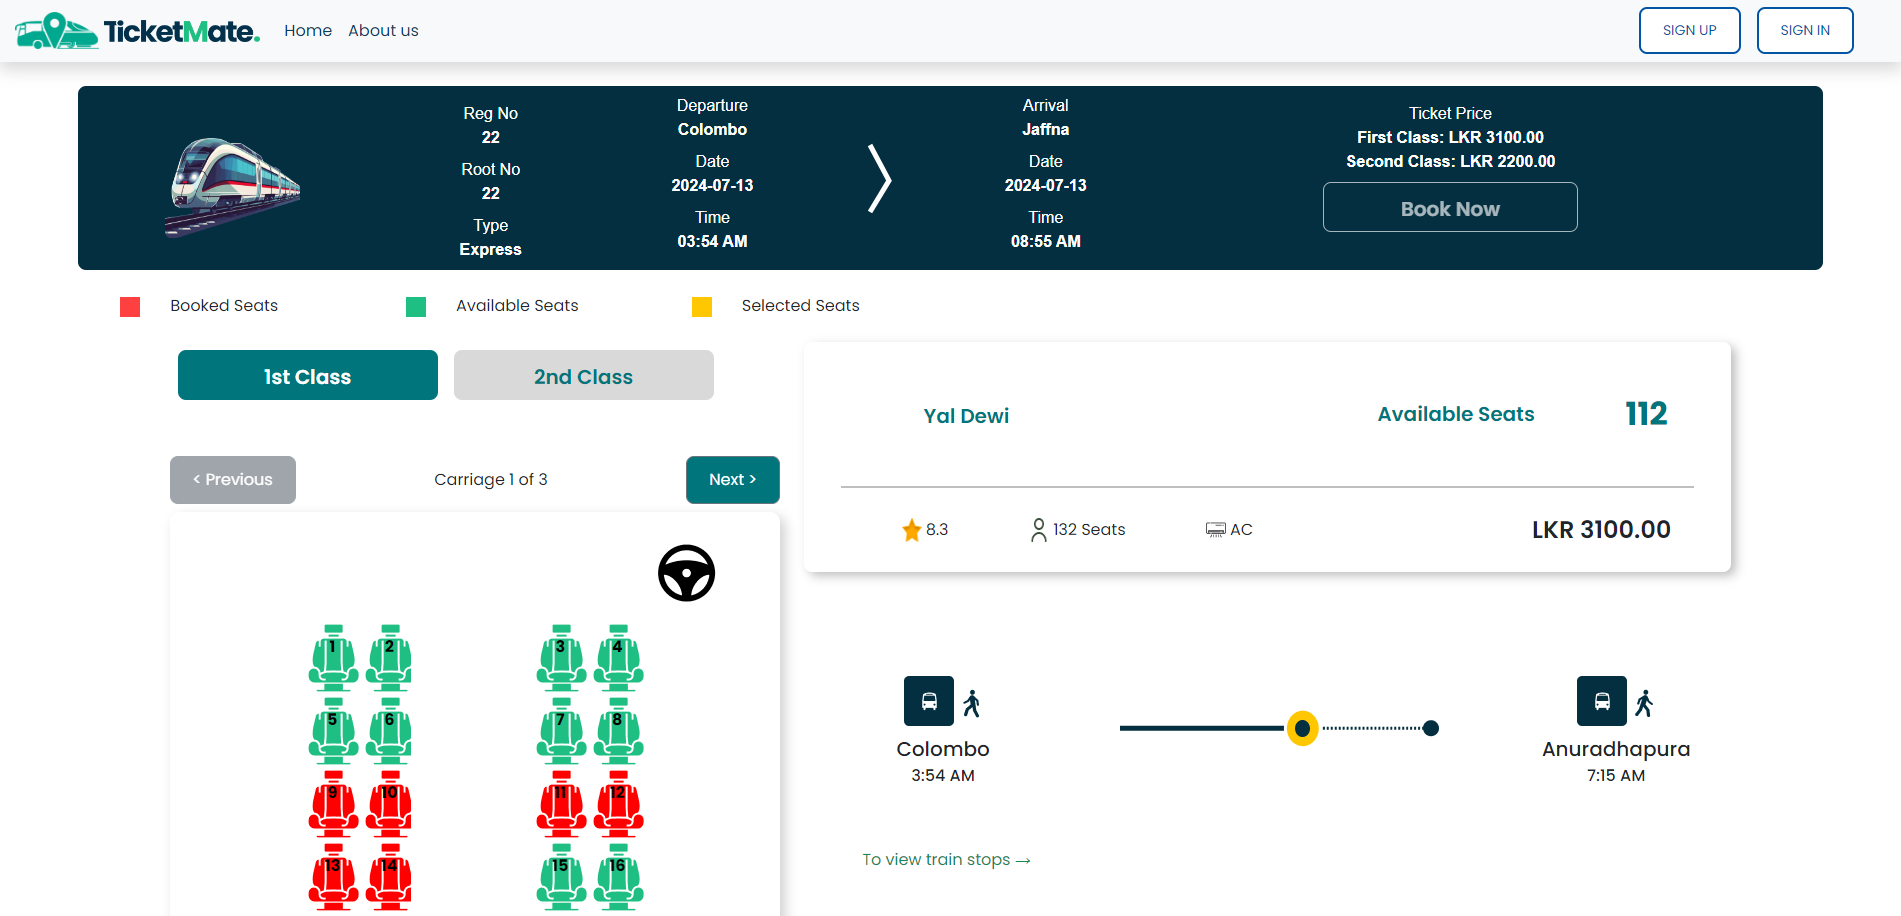 TicketMate.
Home
About us
SIGN UP
SIGN IN
Reg No
22
Root No
22
Type
Express
Departure
Colombo
Date
2024-07-13
Time
03:54 AM
Arrival
Jaffna
Date
2024-07-13
Time
08:55 AM
Ticket Price
First Class: LKR 3100.00
Second Class: LKR 2200.00
Book Now
Booked Seats
Available Seats
Selected Seats
1st Class
2nd Class
< Previous
Carriage 1 of 3
Next >
1 2 3 4
5 6 7 8
9 10 11 12
13 14 15 16
Yal Dewi
Available Seats
112
8.3
132 Seats
AC
LKR 3100.00
Colombo
3:54 AM
Anuradhapura
7:15 AM
To view train stops →